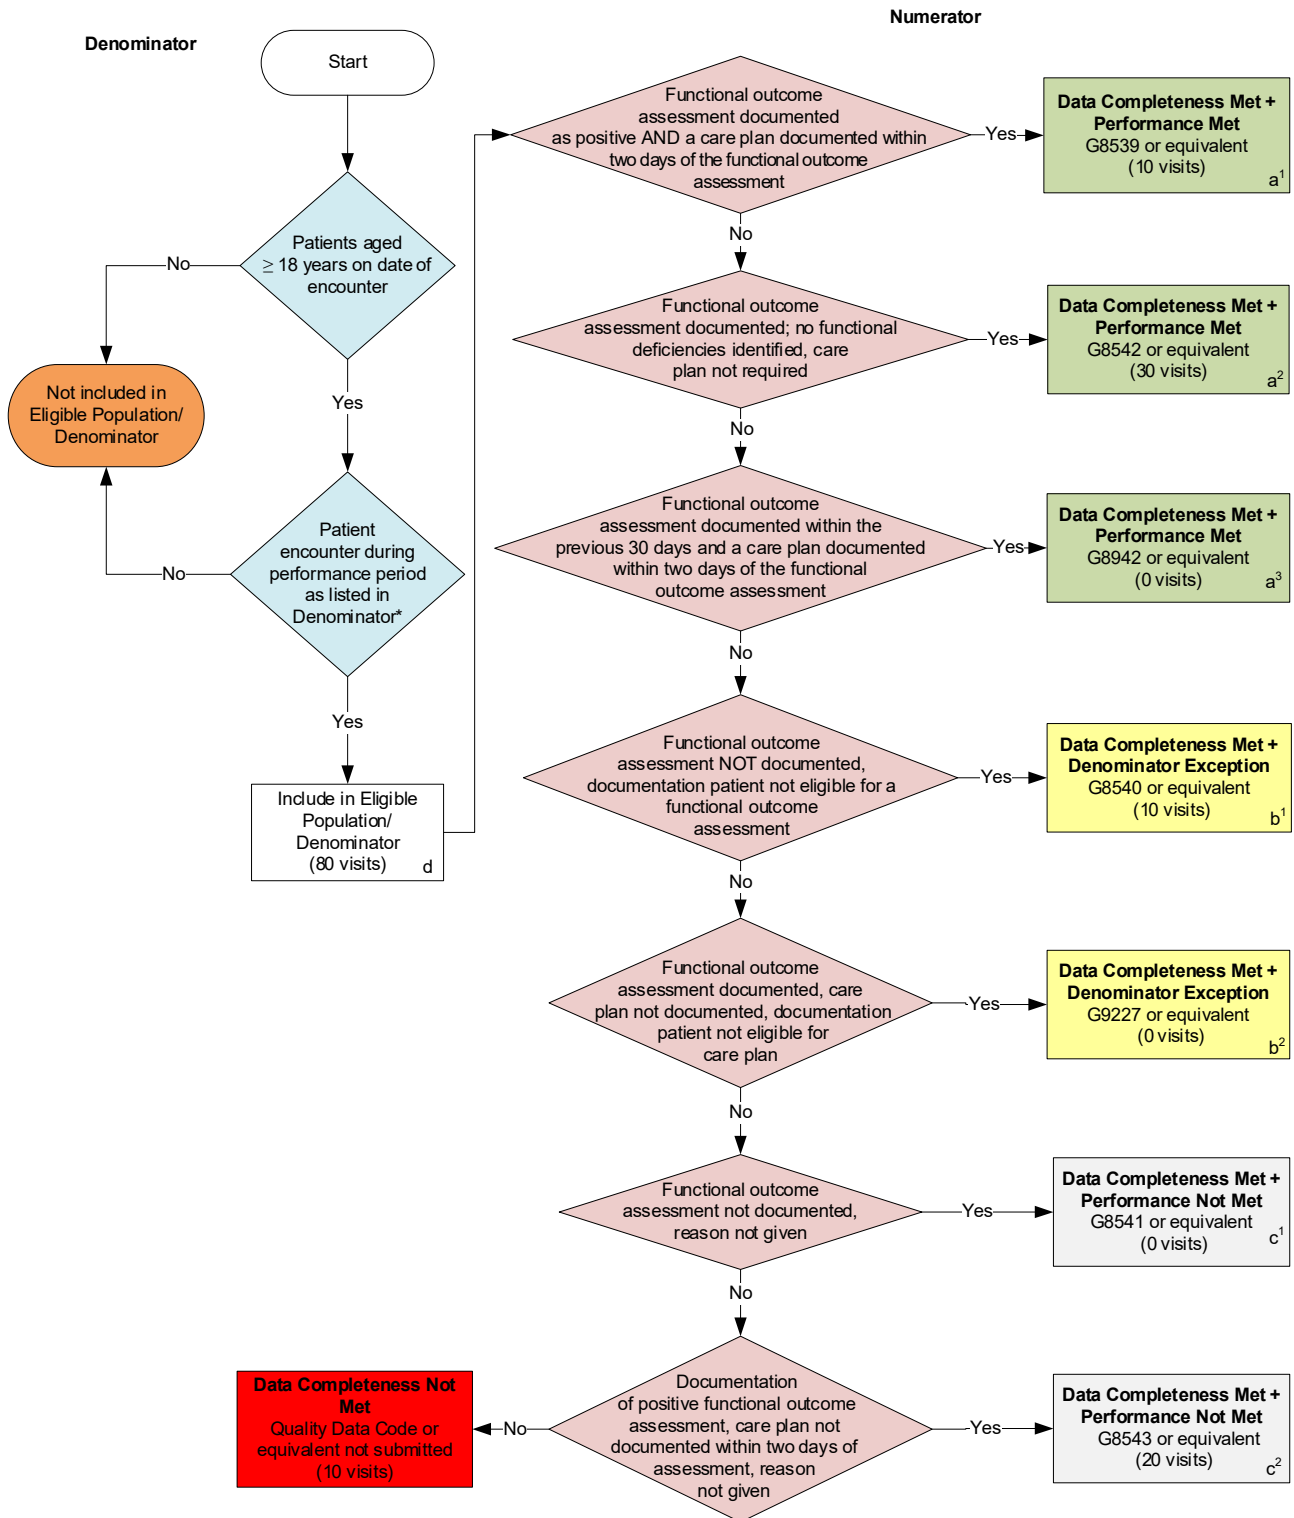 Denominator
Numerator
Start
Patients aged
≥ 18 years on date of
encounter
No
Yes
Not included in
Eligible Population/
Denominator
Patient
encounter during
performance period
as listed in
Denominator*
No
Yes
Include in Eligible
Population/
Denominator
(80 visits)
d
Functional outcome
assessment documented
as positive AND a care plan documented within
two days of the functional outcome
assessment
Yes
Data Completeness Met +
Performance Met
G8539 or equivalent
(10 visits)
a¹
No
Functional outcome
assessment documented; no functional
deficiencies identified, care
plan not required
Yes
Data Completeness Met +
Performance Met
G8542 or equivalent
(30 visits)
a²
No
Functional outcome
assessment documented within the
previous 30 days and a care plan documented
within two days of the functional
outcome assessment
Yes
Data Completeness Met +
Performance Met
G8942 or equivalent
(0 visits)
a³
No
Functional outcome
assessment NOT documented,
documentation patient not eligible for a
functional outcome
assessment
Yes
Data Completeness Met +
Denominator Exception
G8540 or equivalent
(10 visits)
b¹
No
Functional outcome
assessment documented, care
plan not documented, documentation
patient not eligible for
care plan
Yes
Data Completeness Met +
Denominator Exception
G9227 or equivalent
(0 visits)
b²
No
Functional outcome
assessment not documented,
reason not given
Yes
Data Completeness Met +
Performance Not Met
G8541 or equivalent
(0 visits)
c¹
No
Documentation
of positive functional outcome
assessment, care plan not
documented within two days of
assessment, reason
not given
Yes
Data Completeness Met +
Performance Not Met
G8543 or equivalent
(20 visits)
c²
No
Data Completeness Not
Met
Quality Data Code or
equivalent not submitted
(10 visits)